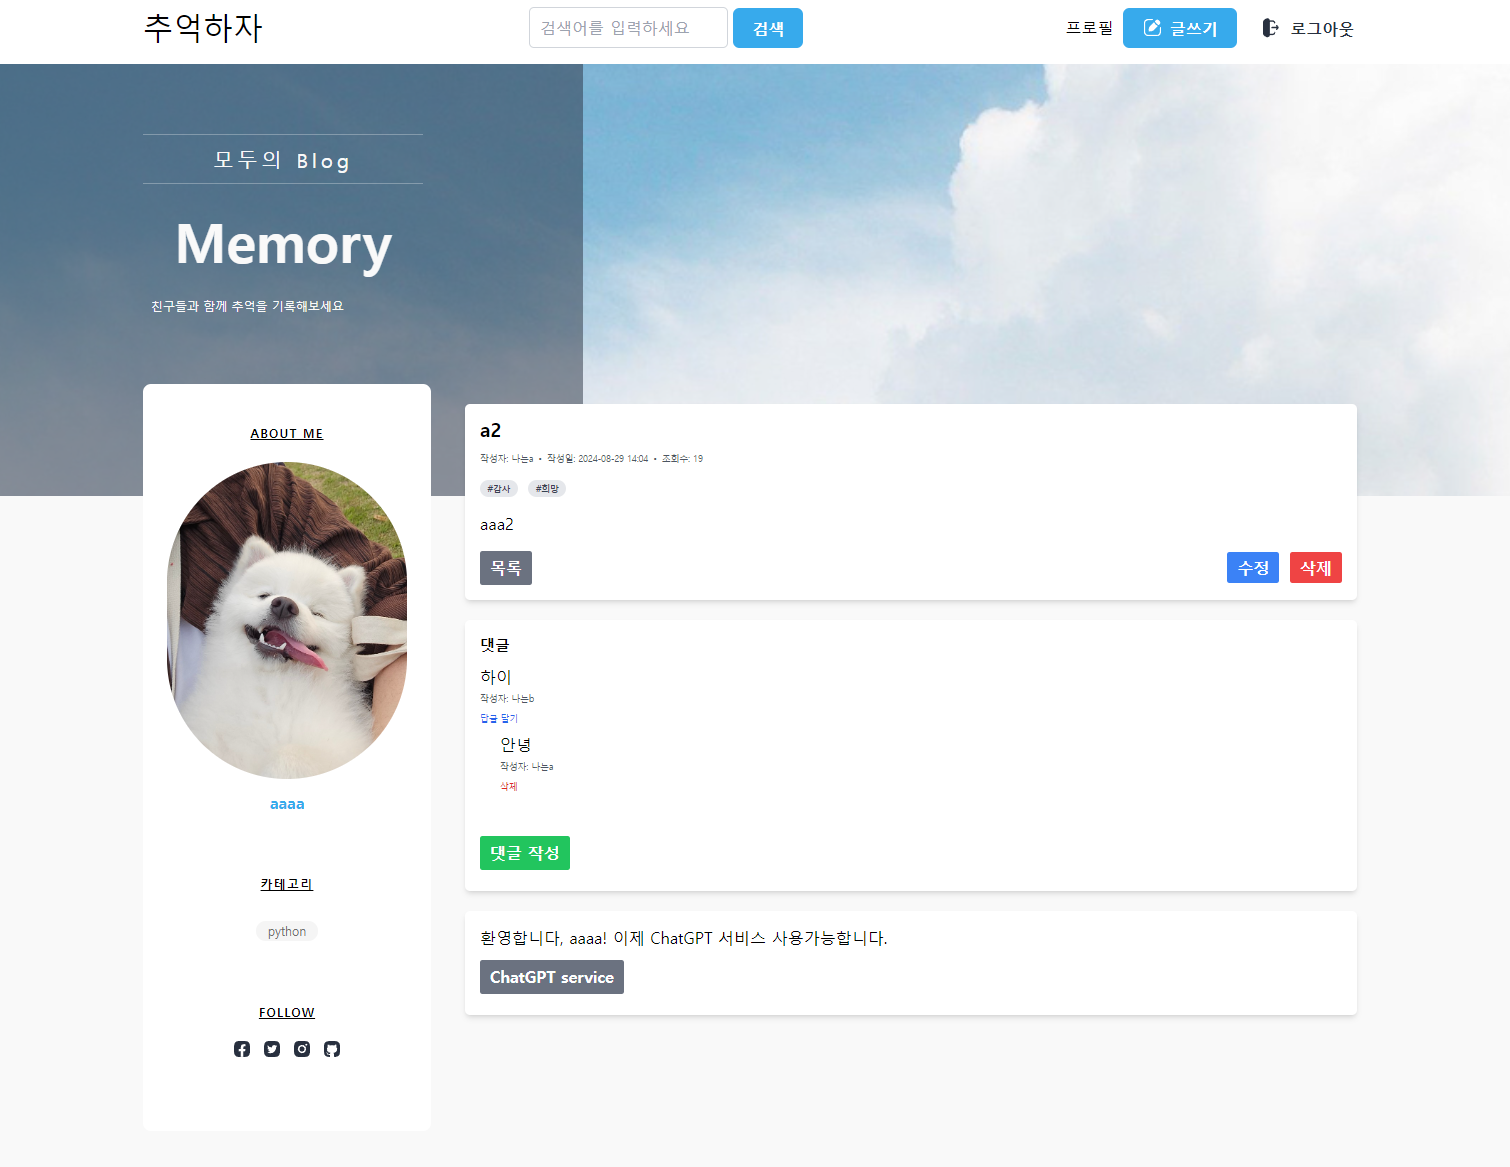 추억하자
검색어를 입력하세요 검색
프로필 글쓰기 로그아웃
모두의 Blog
Memory
친구들과 함께 추억을 기록해보세요
ABOUT ME
aaaa
카테고리
python
FOLLOW
a2
작성자: 나는a • 작성일: 2024-08-29 14:04 • 조회수: 19
#감사 #희망
aaa2
목록 수정 삭제
댓글
하이
작성자: 나는b
답글 달기
안녕
작성자: 나는a
삭제
댓글 작성
환영합니다, aaaa! 이제 ChatGPT 서비스 사용가능합니다.
ChatGPT service